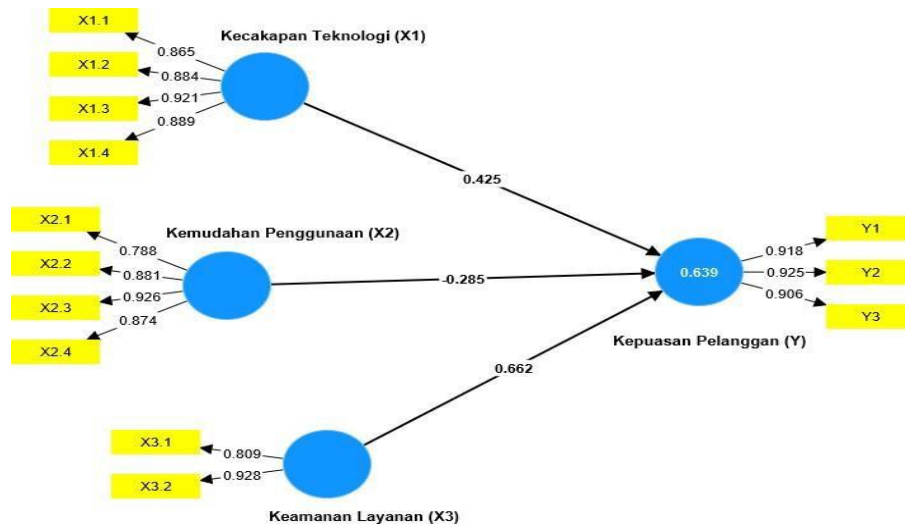 X1.1
Kecakapan Teknologi (X1)
0.865
X1.2
0.884
X1.3
0.921
0.889
X1.4
0.425
X2.1
Kemudahan Penggunaan (X2)
0.788
X2.2
0.881
X2.3
0.926
0.874
X2.4
-0.285
Y1
0.918
0.639
0.925
Y2
0.906
Y3
Kepuasan Pelanggan (Y)
0.662
X3.1
0.809
0.928
X3.2
Keamanan Layanan (X3)